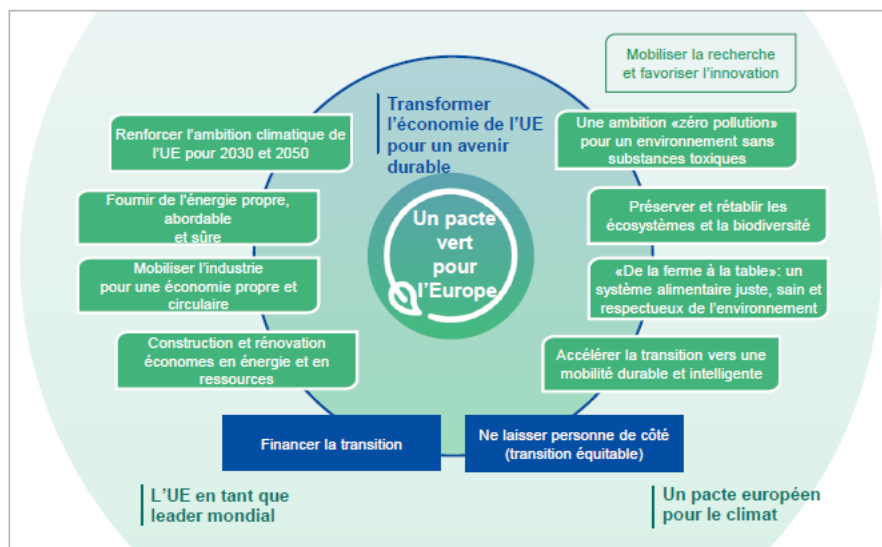 Mobiliser la recherche
et favoriser l’innovation
Transformer
l’économie de l’UE
pour un avenir
durable
Renforcer l'ambition climatique de
l'UE pour 2030 et 2050
Une ambition «zéro pollution»
pour un environnement sans
substances toxiques
Fournir de l'énergie propre,
abordable
et sûre
Un pacte
vert
pour
l’Europe
Préserver et rétablir les
écosystèmes et la biodiversité
Mobiliser l’industrie
pour une économie propre et
circulaire
«De la ferme à la table»: un
système alimentaire juste, sain et
respectueux de l’environnement
Construction et rénovation
économes en énergie et en
ressources
Accélérer la transition vers une
mobilité durable et intelligente
Financer la transition
Ne laisser personne de côté
(transition équitable)
L’UE en tant que
leader mondial
Un pacte européen
pour le climat